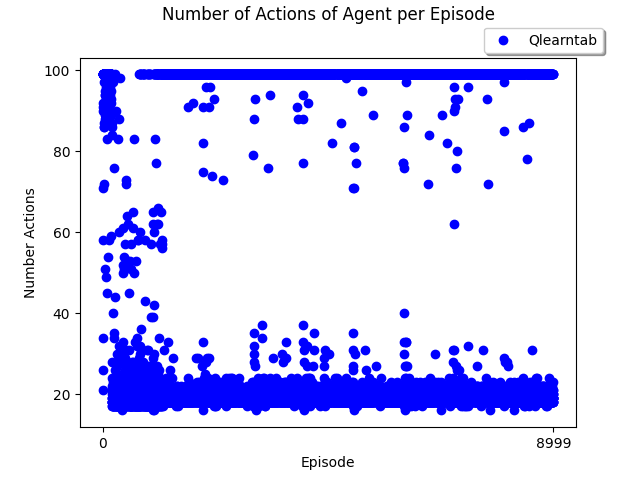 Number of Actions of Agent per Episode
Qlearntab
100
80
60
40
20
Number Actions
0
8999
Episode